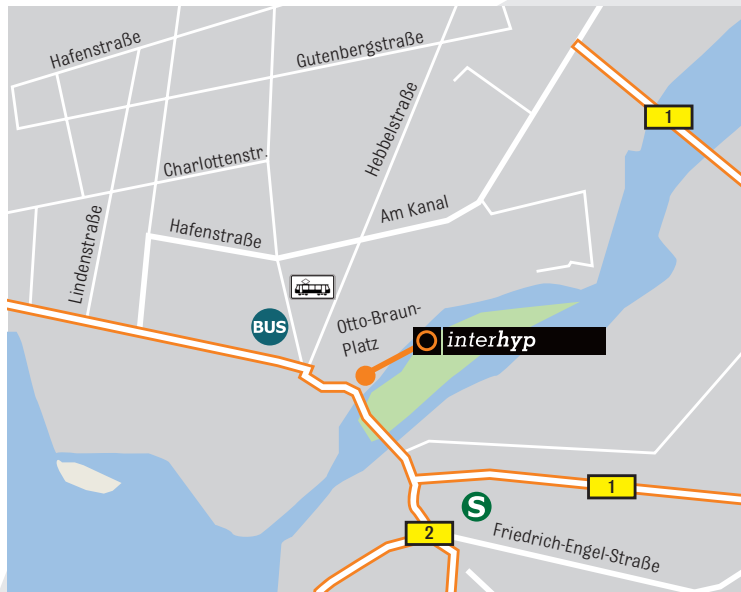 Hafenstraße
Gutenbergstraße
1
Hebbelstraße
Charlottenstr.
Am Kanal
Hafenstraße
Lindenstraße
BUS
Otto-Braun-
Platz
interhyp
1
S
2
Friedrich-Engel-Straße